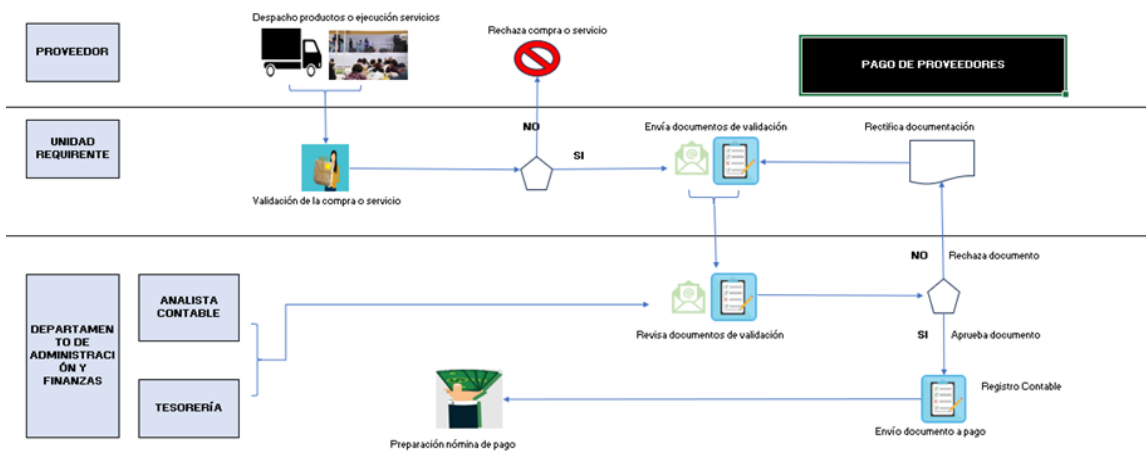 Despacho productos o ejecución servicios
Rechaza compra o servicio
PROVEEDOR
PAGO DE PROVEEDORES
UNIDAD
REQUIRENTE
NO
SI
Envía documentos de validación
Rectifica documentación
Validación de la compra o servicio
NO
Rechaza documento
ANALISTA
CONTABLE
Revisa documentos de validación
SI
Aprueba documento
DEPARTAMEN
TO DE
ADMINISTRACI
ÓN Y
FINANZAS
TESORERÍA
Registro Contable
Envío documento a pago
Preparación nómina de pago